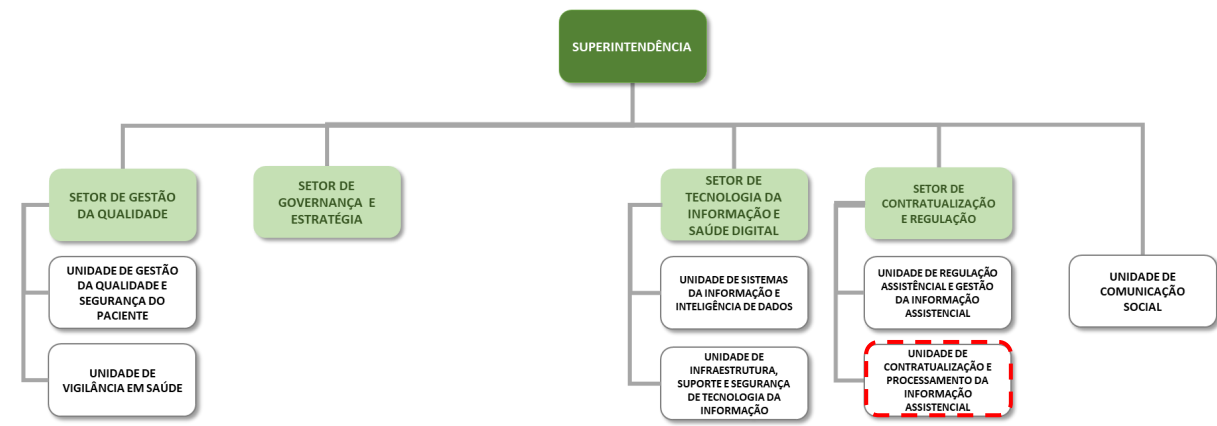 SUPERINTENDÊNCIA
SETOR DE GESTÃO
DA QUALIDADE
SETOR DE
GOVERNANÇA E
ESTRATÉGIA
SETOR DE
TECNOLOGIA DA
INFORMAÇÃO E
SAÚDE DIGITAL
SETOR DE
CONTRATUALIZAÇÃO
E REGULAÇÃO
UNIDADE DE GESTÃO
DA QUALIDADE E
SEGURANÇA DO
PACIENTE
UNIDADE DE SISTEMAS
DA INFORMAÇÃO E
INTELIGÊNCIA DE DADOS
UNIDADE DE REGULAÇÃO
ASSISTÊNCIAL E GESTÃO
DA INFORMAÇÃO
ASSISTENCIAL
UNIDADE DE
COMUNICAÇÃO
SOCIAL
UNIDADE DE
VIGILÂNCIA EM SAÚDE
UNIDADE DE
INFRAESTRUTURA,
SUPORTE E SEGURANÇA
DE TECNOLOGIA DA
INFORMAÇÃO
UNIDADE DE
CONTRATUALIZAÇÃO E
PROCESSAMENTO DA
INFORMAÇÃO
ASSISTENCIAL